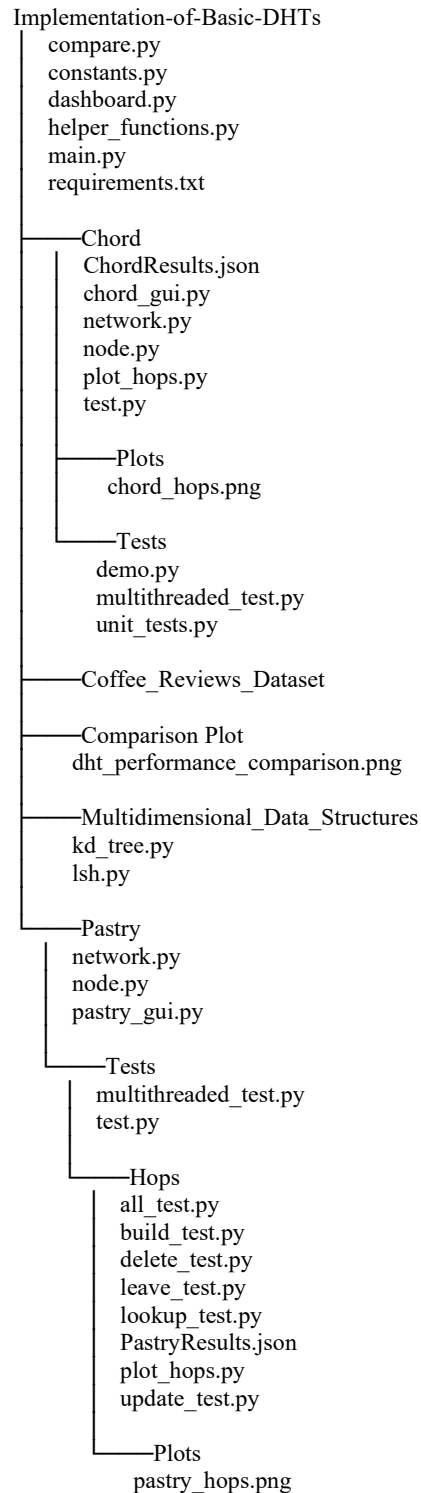 Implementation-of-Basic-DHTs
compare.py
constants.py
dashboard.py
helper_functions.py
main.py
requirements.txt
Chord
ChordResults.json
chord_gui.py
network.py
node.py
plot_hops.py
test.py
Plots
chord_hops.png
Tests
demo.py
multithreaded_test.py
unit_tests.py
Coffee_Reviews_Dataset
Comparison Plot
dht_performance_comparison.png
Multidimensional_Data_Structures
kd_tree.py
lsh.py
Pastry
network.py
node.py
pastry_gui.py
Tests
multithreaded_test.py
test.py
Hops
all_test.py
build_test.py
delete_test.py
leave_test.py
lookup_test.py
PastryResults.json
plot_hops.py
update_test.py
Plots
pastry_hops.png